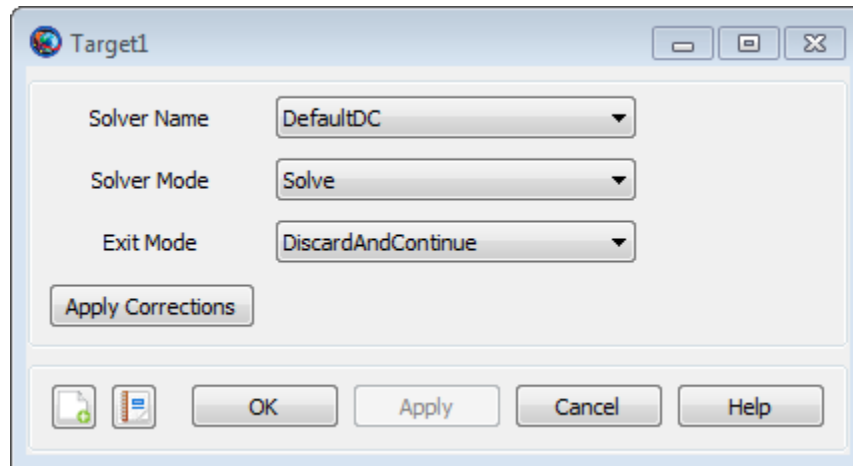 Target1
Solver Name DefaultDC
Solver Mode Solve
Exit Mode DiscardAndContinue
Apply Corrections
OK Apply Cancel Help